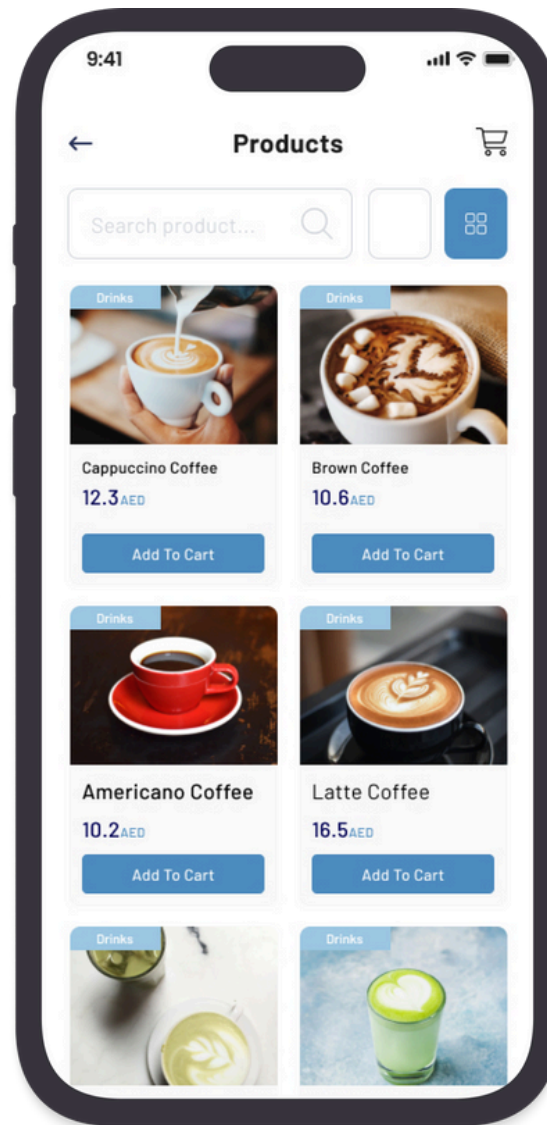 9:41
Products
Search product...
Drinks
Drinks
Cappuccino Coffee
Brown Coffee
12.3AED
10.6AED
Add To Cart
Add To Cart
Drinks
Drinks
Americano Coffee
Latte Coffee
10.2AED
16.5AED
Add To Cart
Add To Cart
Drinks
Drinks